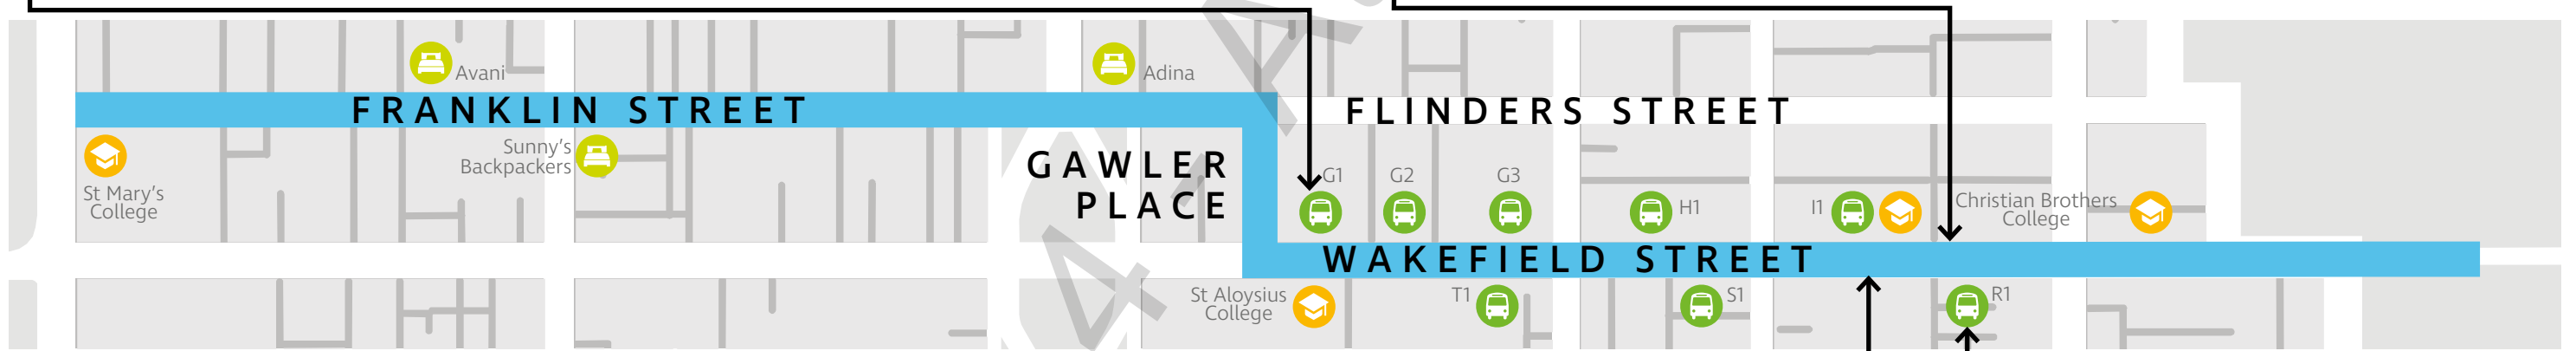 Avani
Adina
FRANKLIN STREET
FLINDERS STREET
Sunny's
Backpackers
GAWLER
PLACE
St Mary's
College
G1
G2
G3
H1
I1
Christian Brothers
College
WAKEFIELD STREET
St Aloysius
College
T1
S1
R1